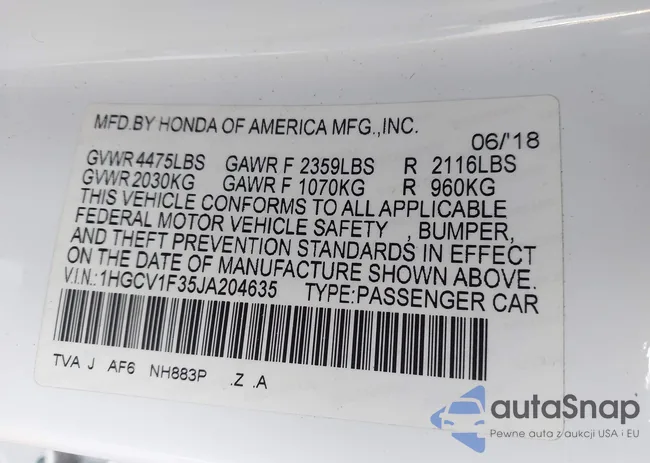 MFD.BY HONDA OF AMERICA MFG.,INC.
06/'18
GVWR 4475LBS GAWR F 2359LBS R 2116LBS
GVWR 2030KG GAWR F 1070KG R 960KG
THIS VEHICLE CONFORMS TO ALL APPLICABLE
FEDERAL MOTOR VEHICLE SAFETY , BUMPER,
AND THEFT PREVENTION STANDARDS IN EFFECT
ON THE DATE OF MANUFACTURE SHOWN ABOVE.
V.I.N.: 1HGCV1F35JA204635 TYPE:PASSENGER CAR
TVA J AF6 NH883P .Z .A
autaSnap
Pewne auta z aukcji USA i EU